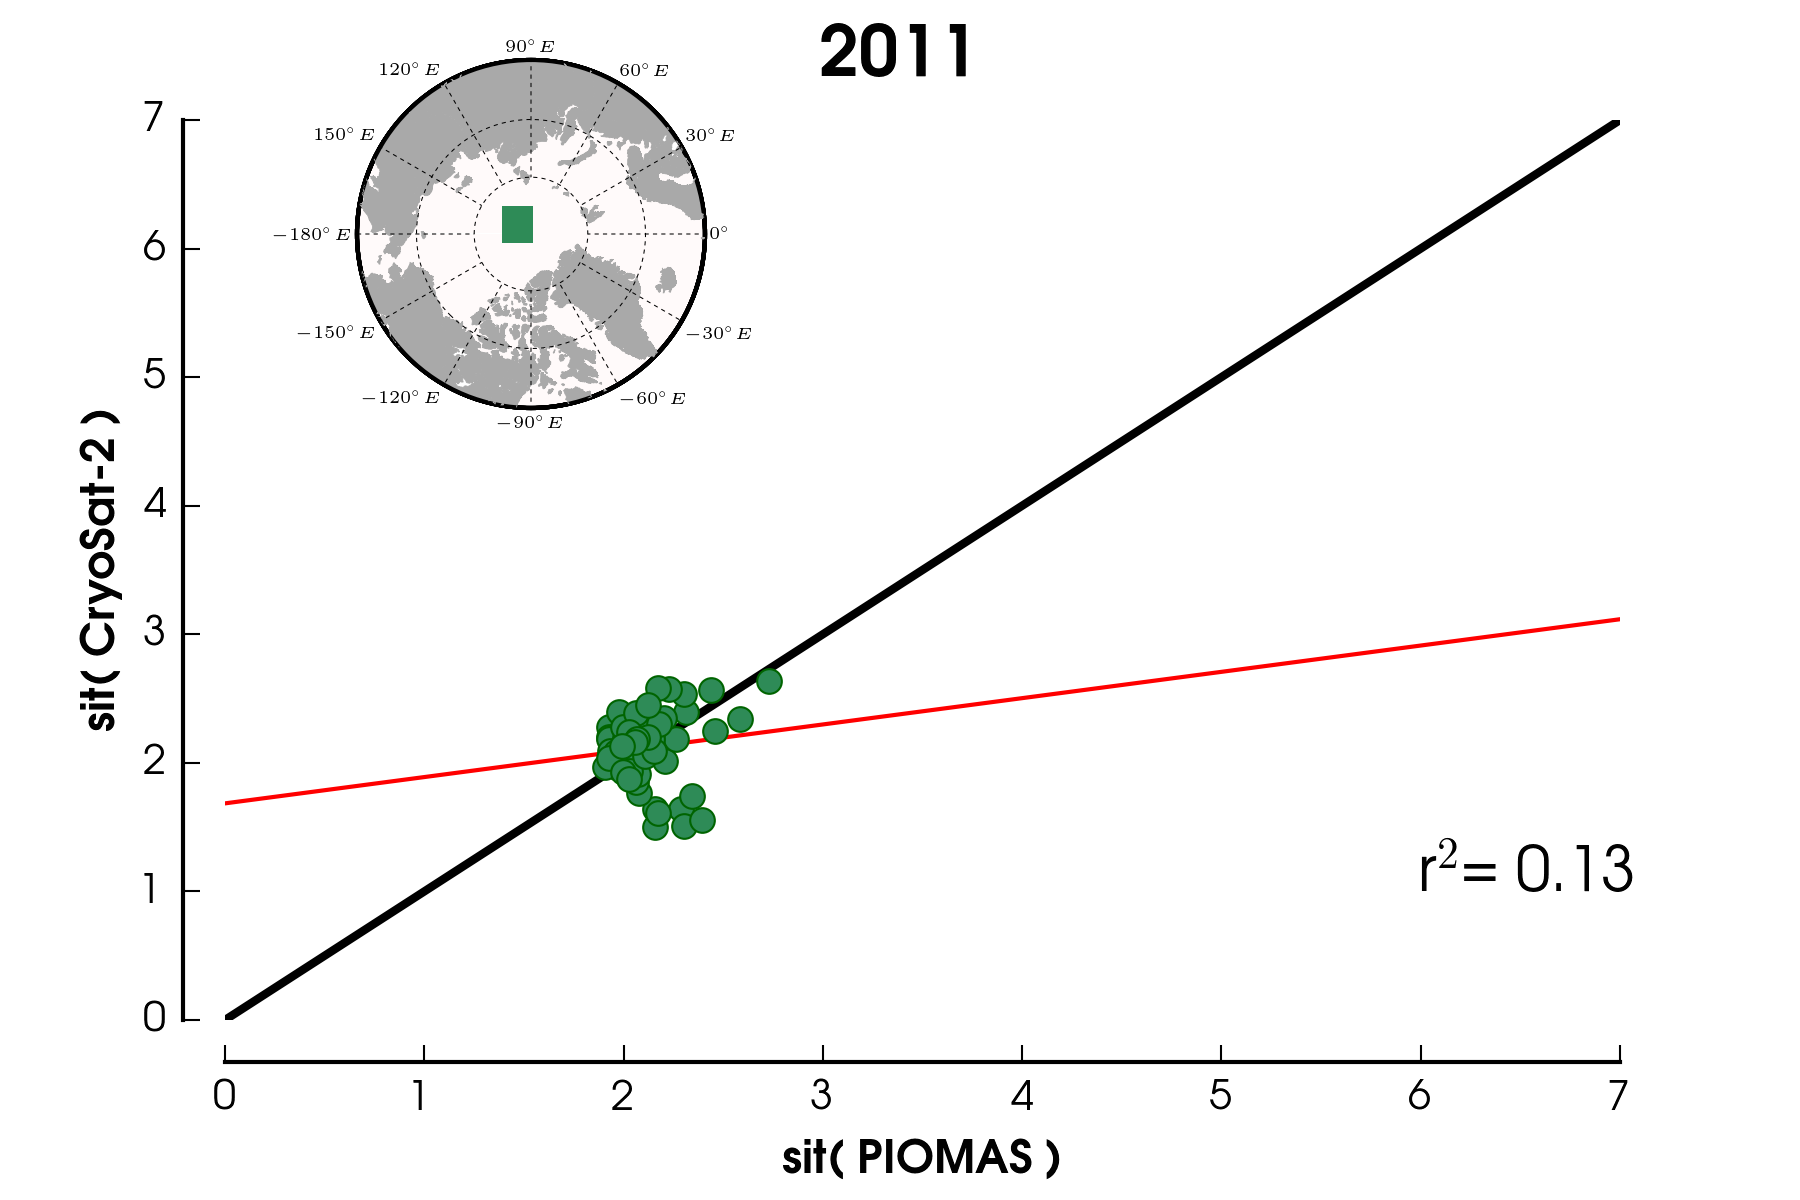 2011
90° E
120° E
60° E
150° E
30° E
−180° E
0°
−150° E
−30° E
−120° E
−60° E
−90° E
7
6
5
4
3
2
1
0
sit( CryoSat-2 )
r²= 0.13
0 1 2 3 4 5 6 7
sit( PIOMAS )